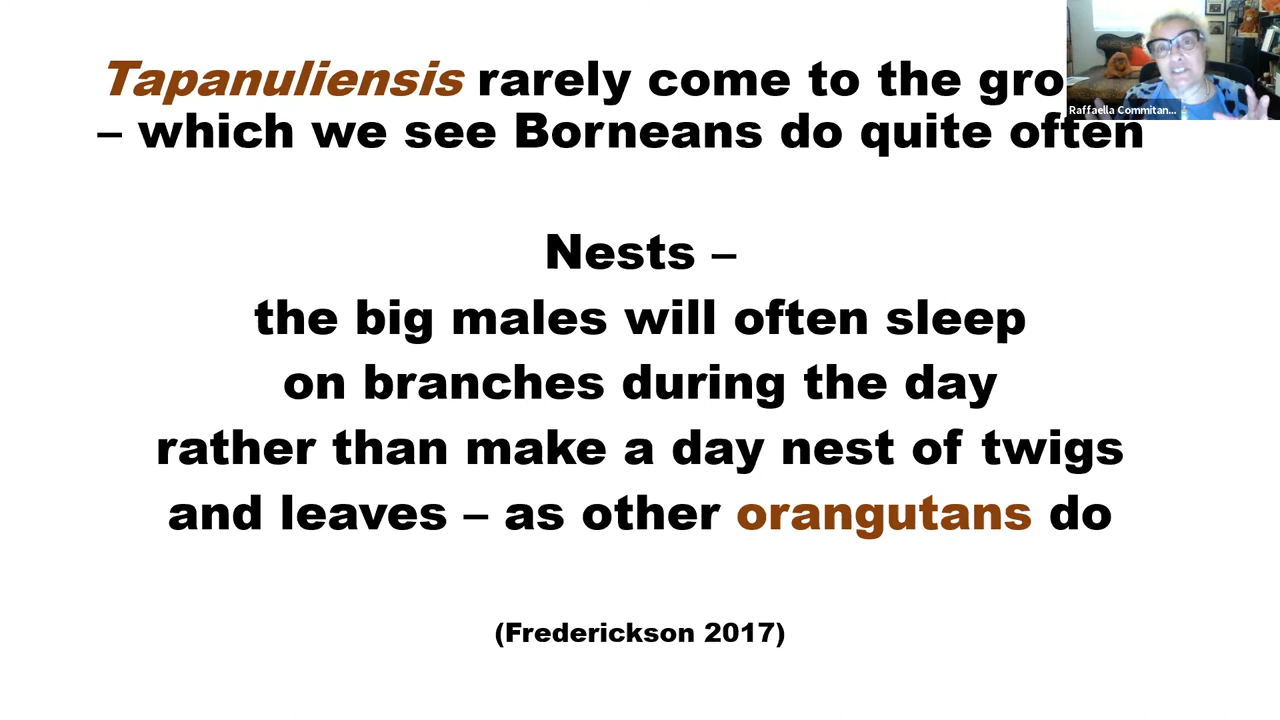 Tapanuliensis rarely come to the gro
– which we see Borneans do quite often
Raffaella Commitan...
Nests –
the big males will often sleep
on branches during the day
rather than make a day nest of twigs
and leaves – as other orangutans do
(Frederickson 2017)